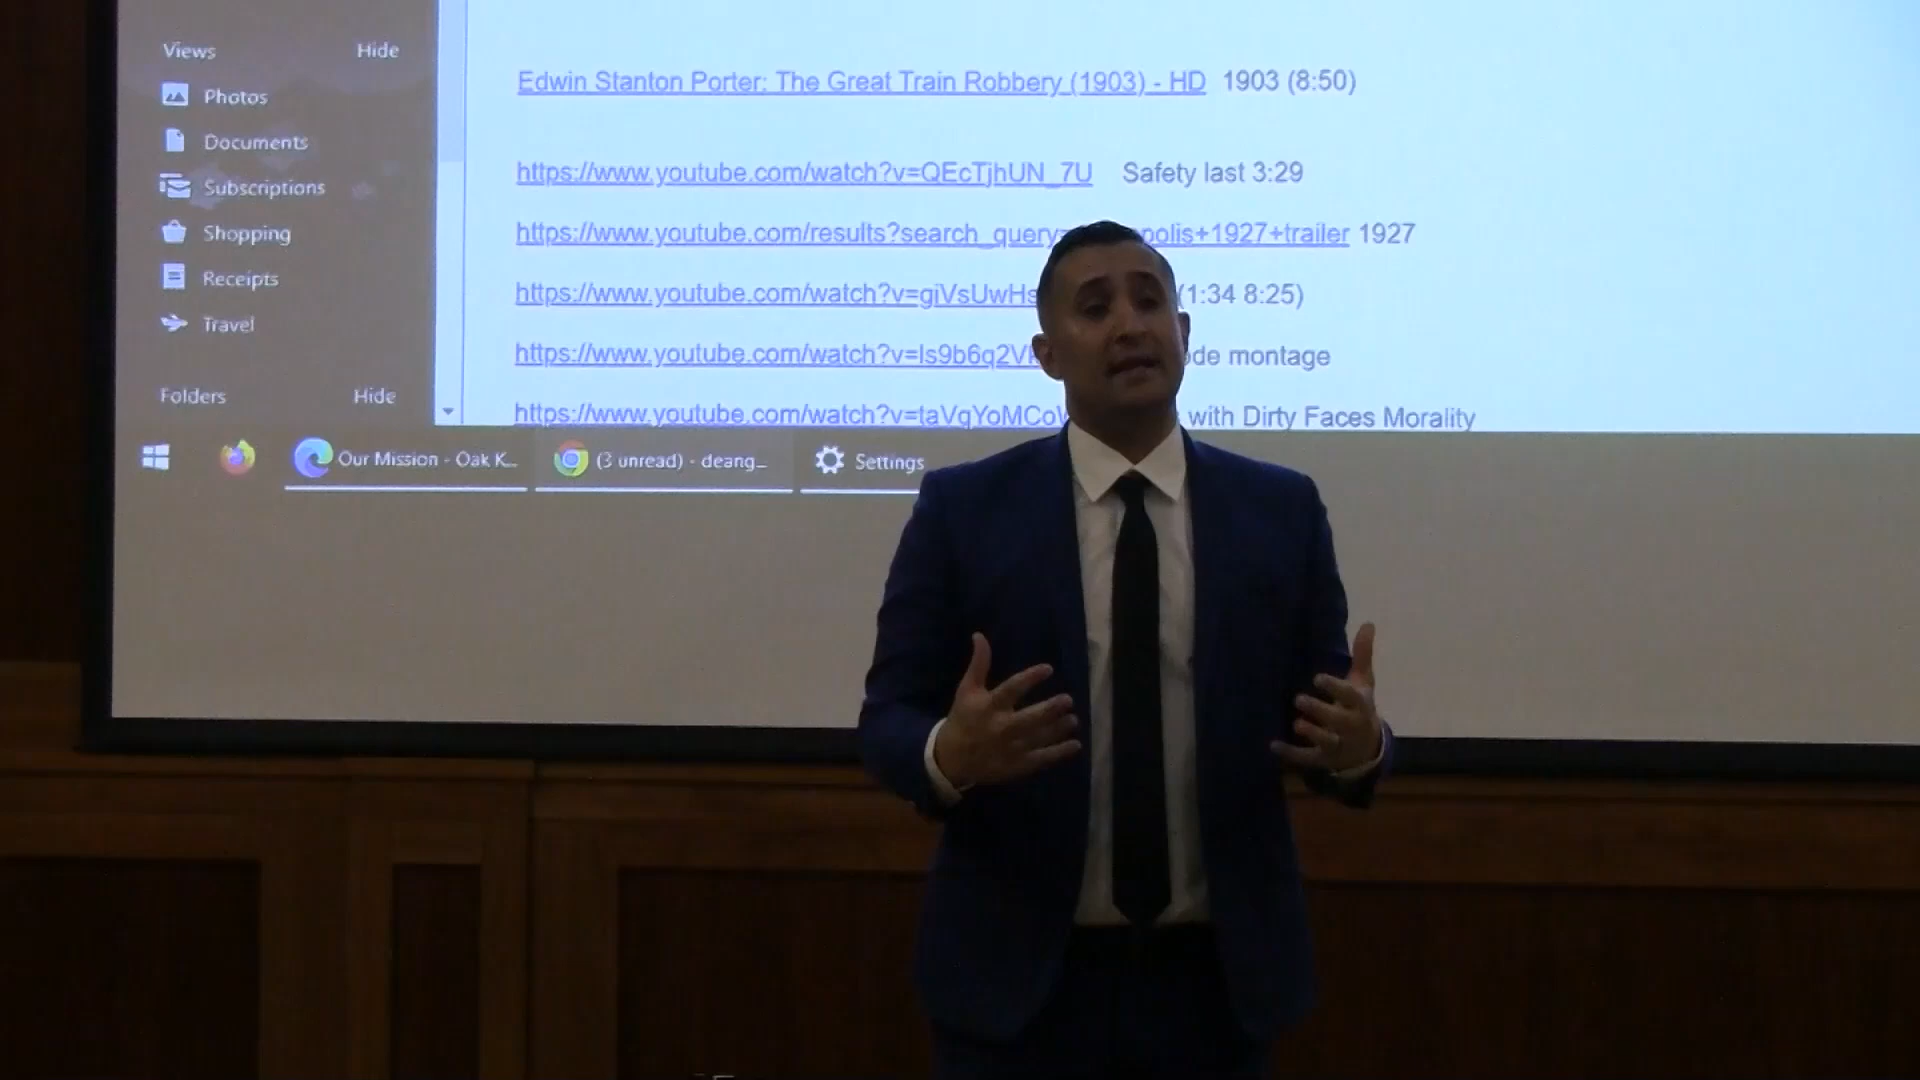 Views Hide
Photos
Documents
Subscriptions
Shopping
Receipts
Travel
Folders Hide
Edwin Stanton Porter: The Great Train Robbery (1903) - HD 1903 (8:50)
https://www.youtube.com/watch?v=QEcTjhUN_7U Safety last 3:29
https://www.youtube.com/results?search_query= polis+1927+trailer 1927
https://www.youtube.com/watch?v=giVsUwHs (1:34 8:25)
https://www.youtube.com/watch?v=ls9b6q2V de montage
https://www.youtube.com/watch?v=taVqYoMCo with Dirty Faces Morality
Our Mission - Oak K...
(3 unread) - deang...
Settings